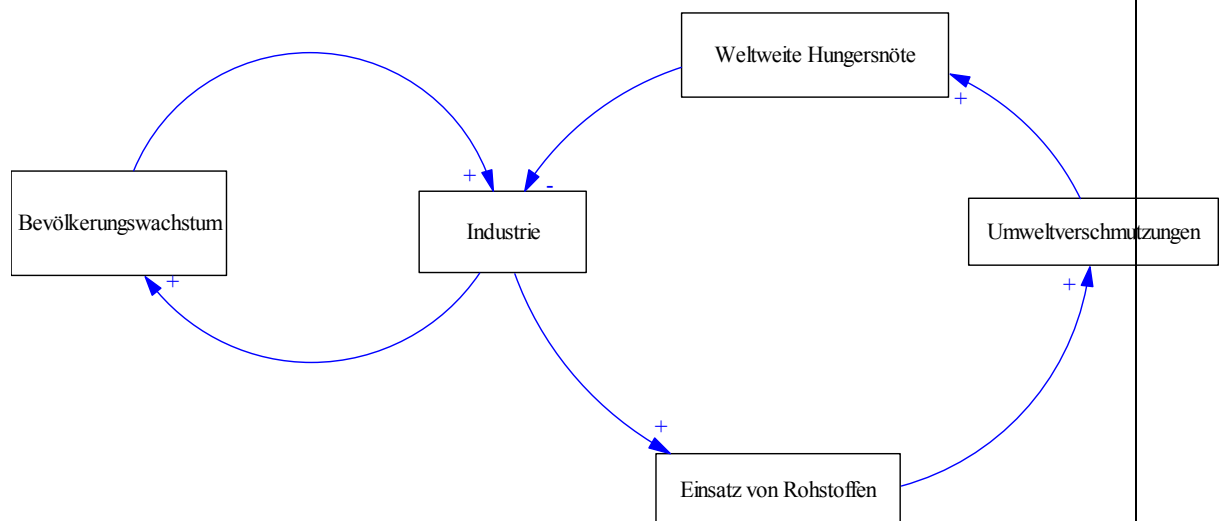 Weltweite Hungersnöte
+
+
-
Bevölkerungswachstum
Industrie
Umweltverschmutzungen
+
+
+
Einsatz von Rohstoffen